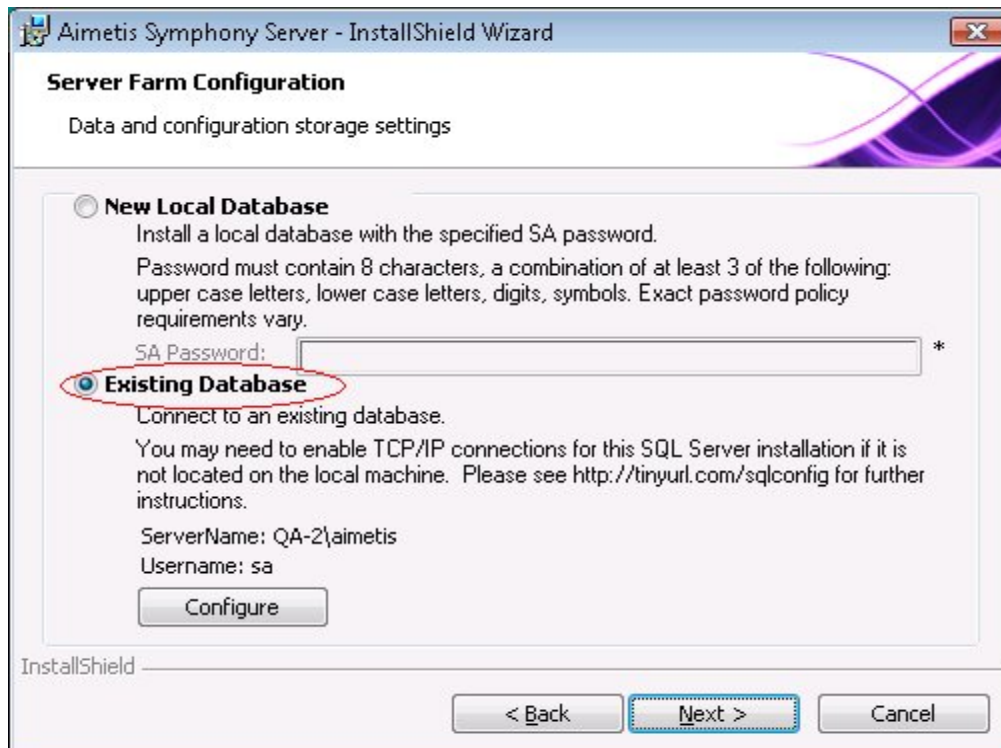 Aimetis Symphony Server - InstallShield Wizard
Server Farm Configuration
Data and configuration storage settings
New Local Database
Install a local database with the specified SA password.
Password must contain 8 characters, a combination of at least 3 of the following:
upper case letters, lower case letters, digits, symbols. Exact password policy
requirements vary.
SA Password: *
Existing Database
Connect to an existing database.
You may need to enable TCP/IP connections for this SQL Server installation if it is
not located on the local machine. Please see http://tinyurl.com/sqlconfig for further
instructions.
ServerName: QA-2\aimetis
Username: sa
Configure
InstallShield
< Back Next > Cancel